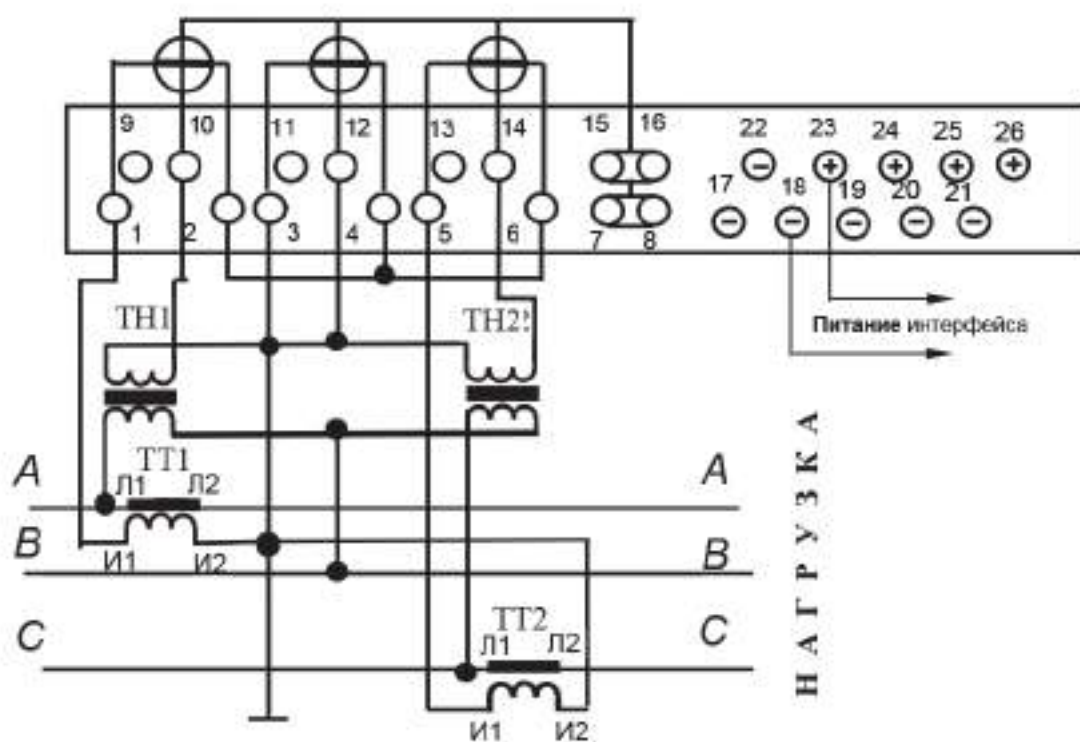 9 10 11 12 13 14 15 16 22 23 24 25 26
17 18 19 20 21
1 2 3 4 5 6 7 8
ТН1 ТН2
Питание интерфейса
ТТ1
A Л1 Л2 A
B И1 И2 B
ТТ2
C Л1 Л2 C
И1 И2
НАГРУЗКА